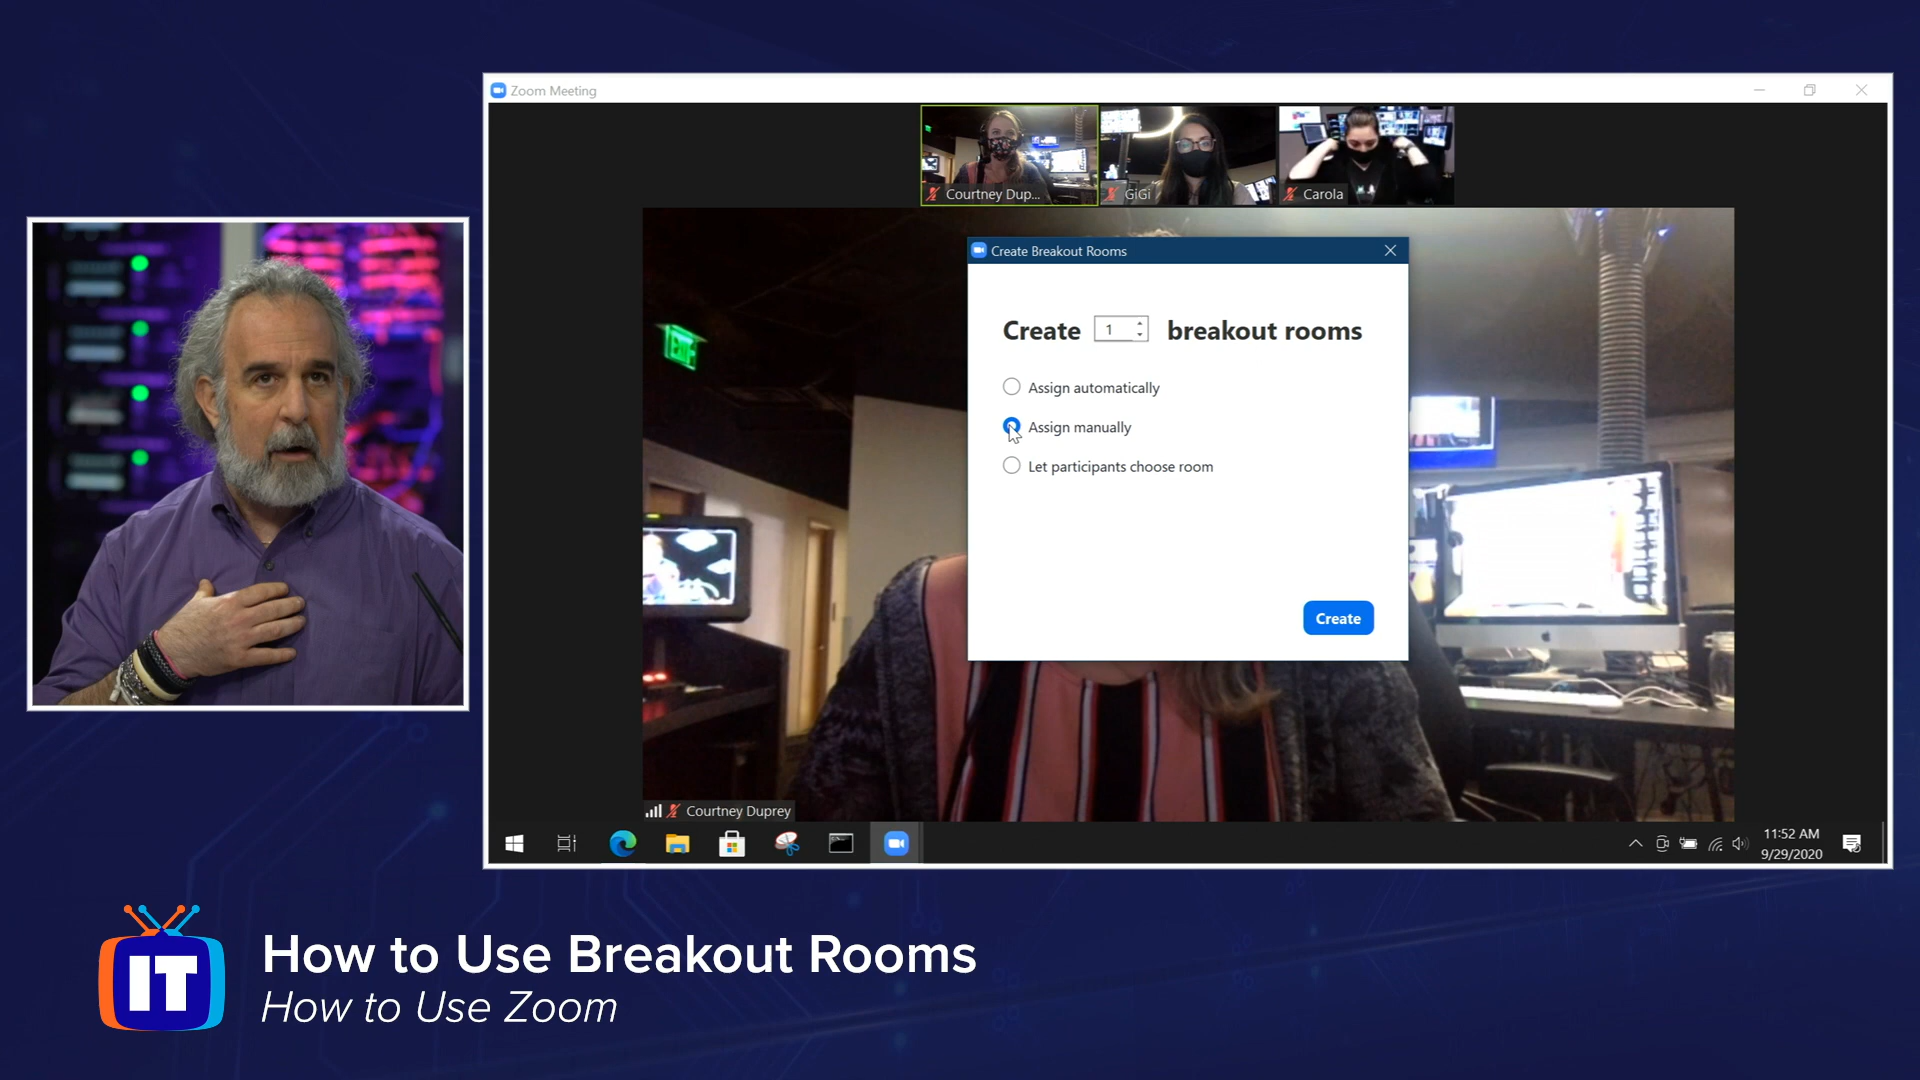 Zoom Meeting
Courtney Dup...
GiGi
Carola
Create Breakout Rooms
Create 1 breakout rooms
Assign automatically
Assign manually
Let participants choose room
Create
EXIT
Courtney Duprey
11:52 AM
9/29/2020
IT
How to Use Breakout Rooms
How to Use Zoom